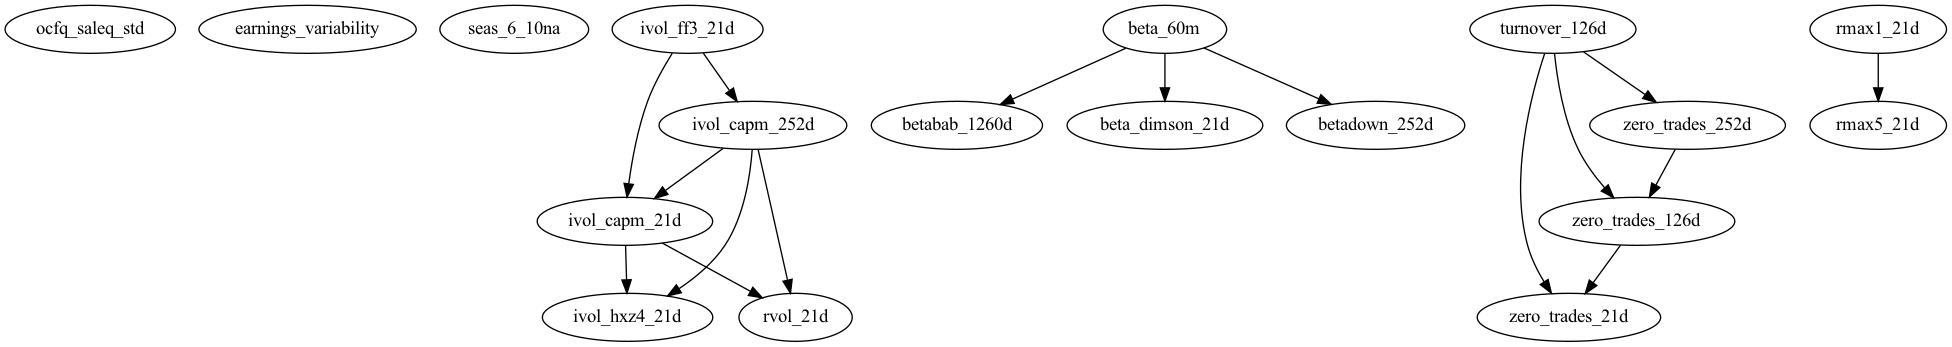 ocfq_saleq_std
earnings_variability
seas_6_10na
ivol_ff3_21d
beta_60m
turnover_126d
rmax1_21d
ivol_capm_252d
betabab_1260d
beta_dimson_21d
betadown_252d
zero_trades_252d
rmax5_21d
ivol_capm_21d
zero_trades_126d
ivol_hxz4_21d
rvol_21d
zero_trades_21d